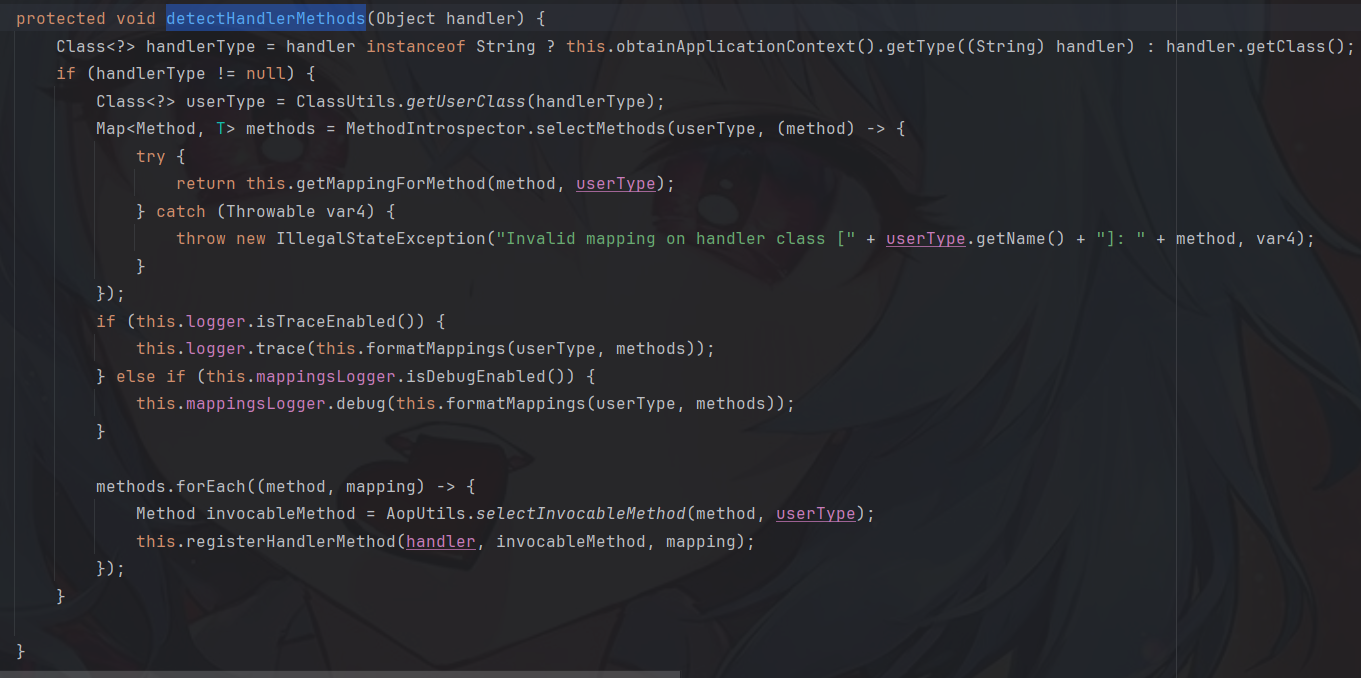 protected void detectHandlerMethods(Object handler) {
    Class<?> handlerType = handler instanceof String ? this.obtainApplicationContext().getType((String) handler) : handler.getClass();
    if (handlerType != null) {
        Class<?> userType = ClassUtils.getUserClass(handlerType);
        Map<Method, T> methods = MethodIntrospector.selectMethods(userType, (method) -> {
            try {
                return this.getMappingForMethod(method, userType);
            } catch (Throwable var4) {
                throw new IllegalStateException("Invalid mapping on handler class [" + userType.getName() + "]: " + method, var4);
            }
        });
        if (this.logger.isTraceEnabled()) {
            this.logger.trace(this.formatMappings(userType, methods));
        } else if (this.mappingsLogger.isDebugEnabled()) {
            this.mappingsLogger.debug(this.formatMappings(userType, methods));
        }

        methods.forEach((method, mapping) -> {
            Method invocableMethod = AopUtils.selectInvocableMethod(method, userType);
            this.registerHandlerMethod(handler, invocableMethod, mapping);
        });
    }

}